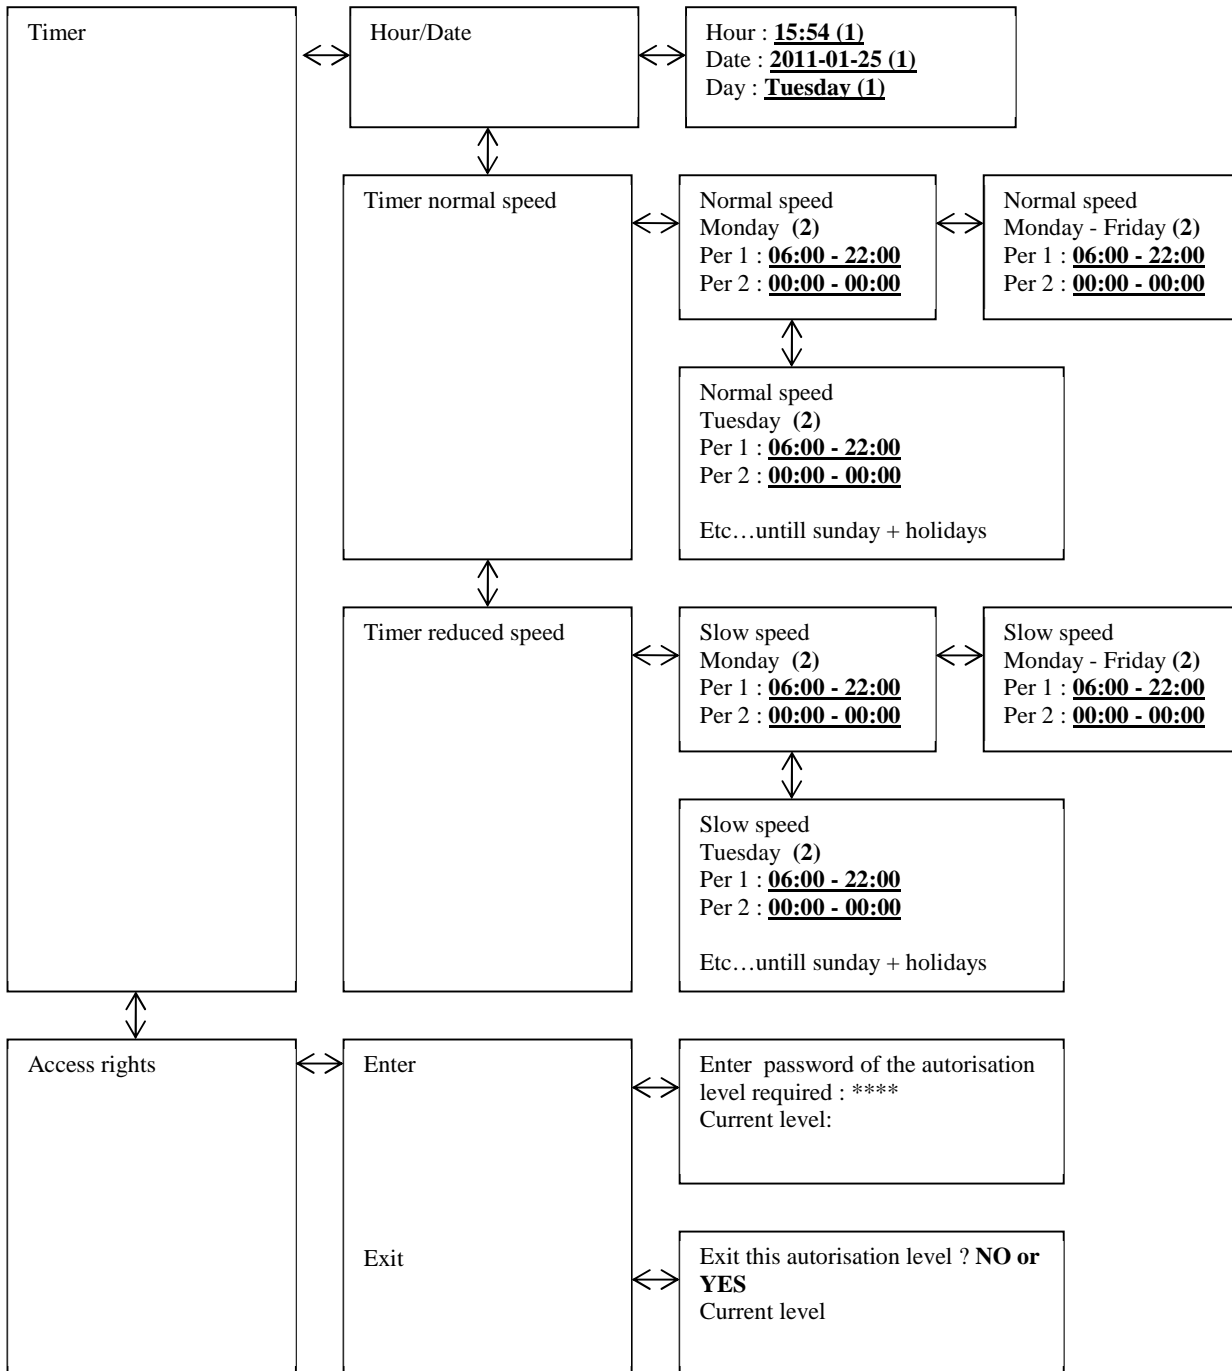 Timer
Hour/Date
Hour : 15:54 (1)
Date : 2011-01-25 (1)
Day : Tuesday (1)
Timer normal speed
Normal speed
Monday (2)
Per 1 : 06:00 - 22:00
Per 2 : 00:00 - 00:00
Normal speed
Monday - Friday (2)
Per 1 : 06:00 - 22:00
Per 2 : 00:00 - 00:00
Normal speed
Tuesday (2)
Per 1 : 06:00 - 22:00
Per 2 : 00:00 - 00:00
Etc…untill sunday + holidays
Timer reduced speed
Slow speed
Monday (2)
Per 1 : 06:00 - 22:00
Per 2 : 00:00 - 00:00
Slow speed
Monday - Friday (2)
Per 1 : 06:00 - 22:00
Per 2 : 00:00 - 00:00
Slow speed
Tuesday (2)
Per 1 : 06:00 - 22:00
Per 2 : 00:00 - 00:00
Etc…untill sunday + holidays
Access rights
Enter
Enter password of the autorisation
level required : ****
Current level:
Exit
Exit this autorisation level ? NO or
YES
Current level